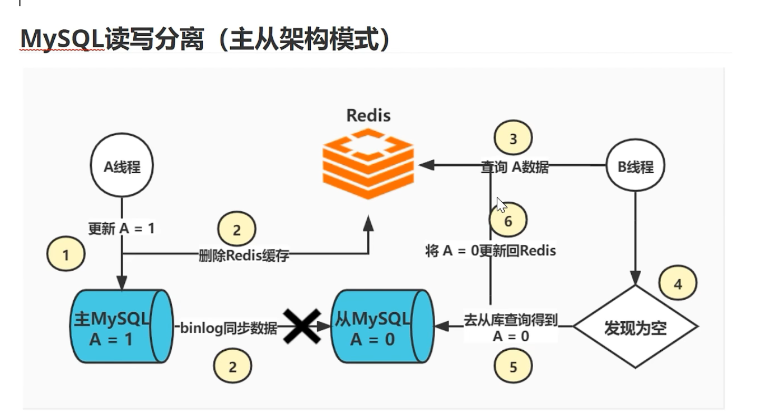 MySQL读写分离（主从架构模式）
Redis
3
A线程
查询 A数据
B线程
更新 A = 1
2
6
1
删除Redis缓存
将 A = 0更新回Redis
4
主MySQL
A = 1
binlog同步数据
从MySQL
A = 0
去从库查询得到
A = 0
发现为空
2
5